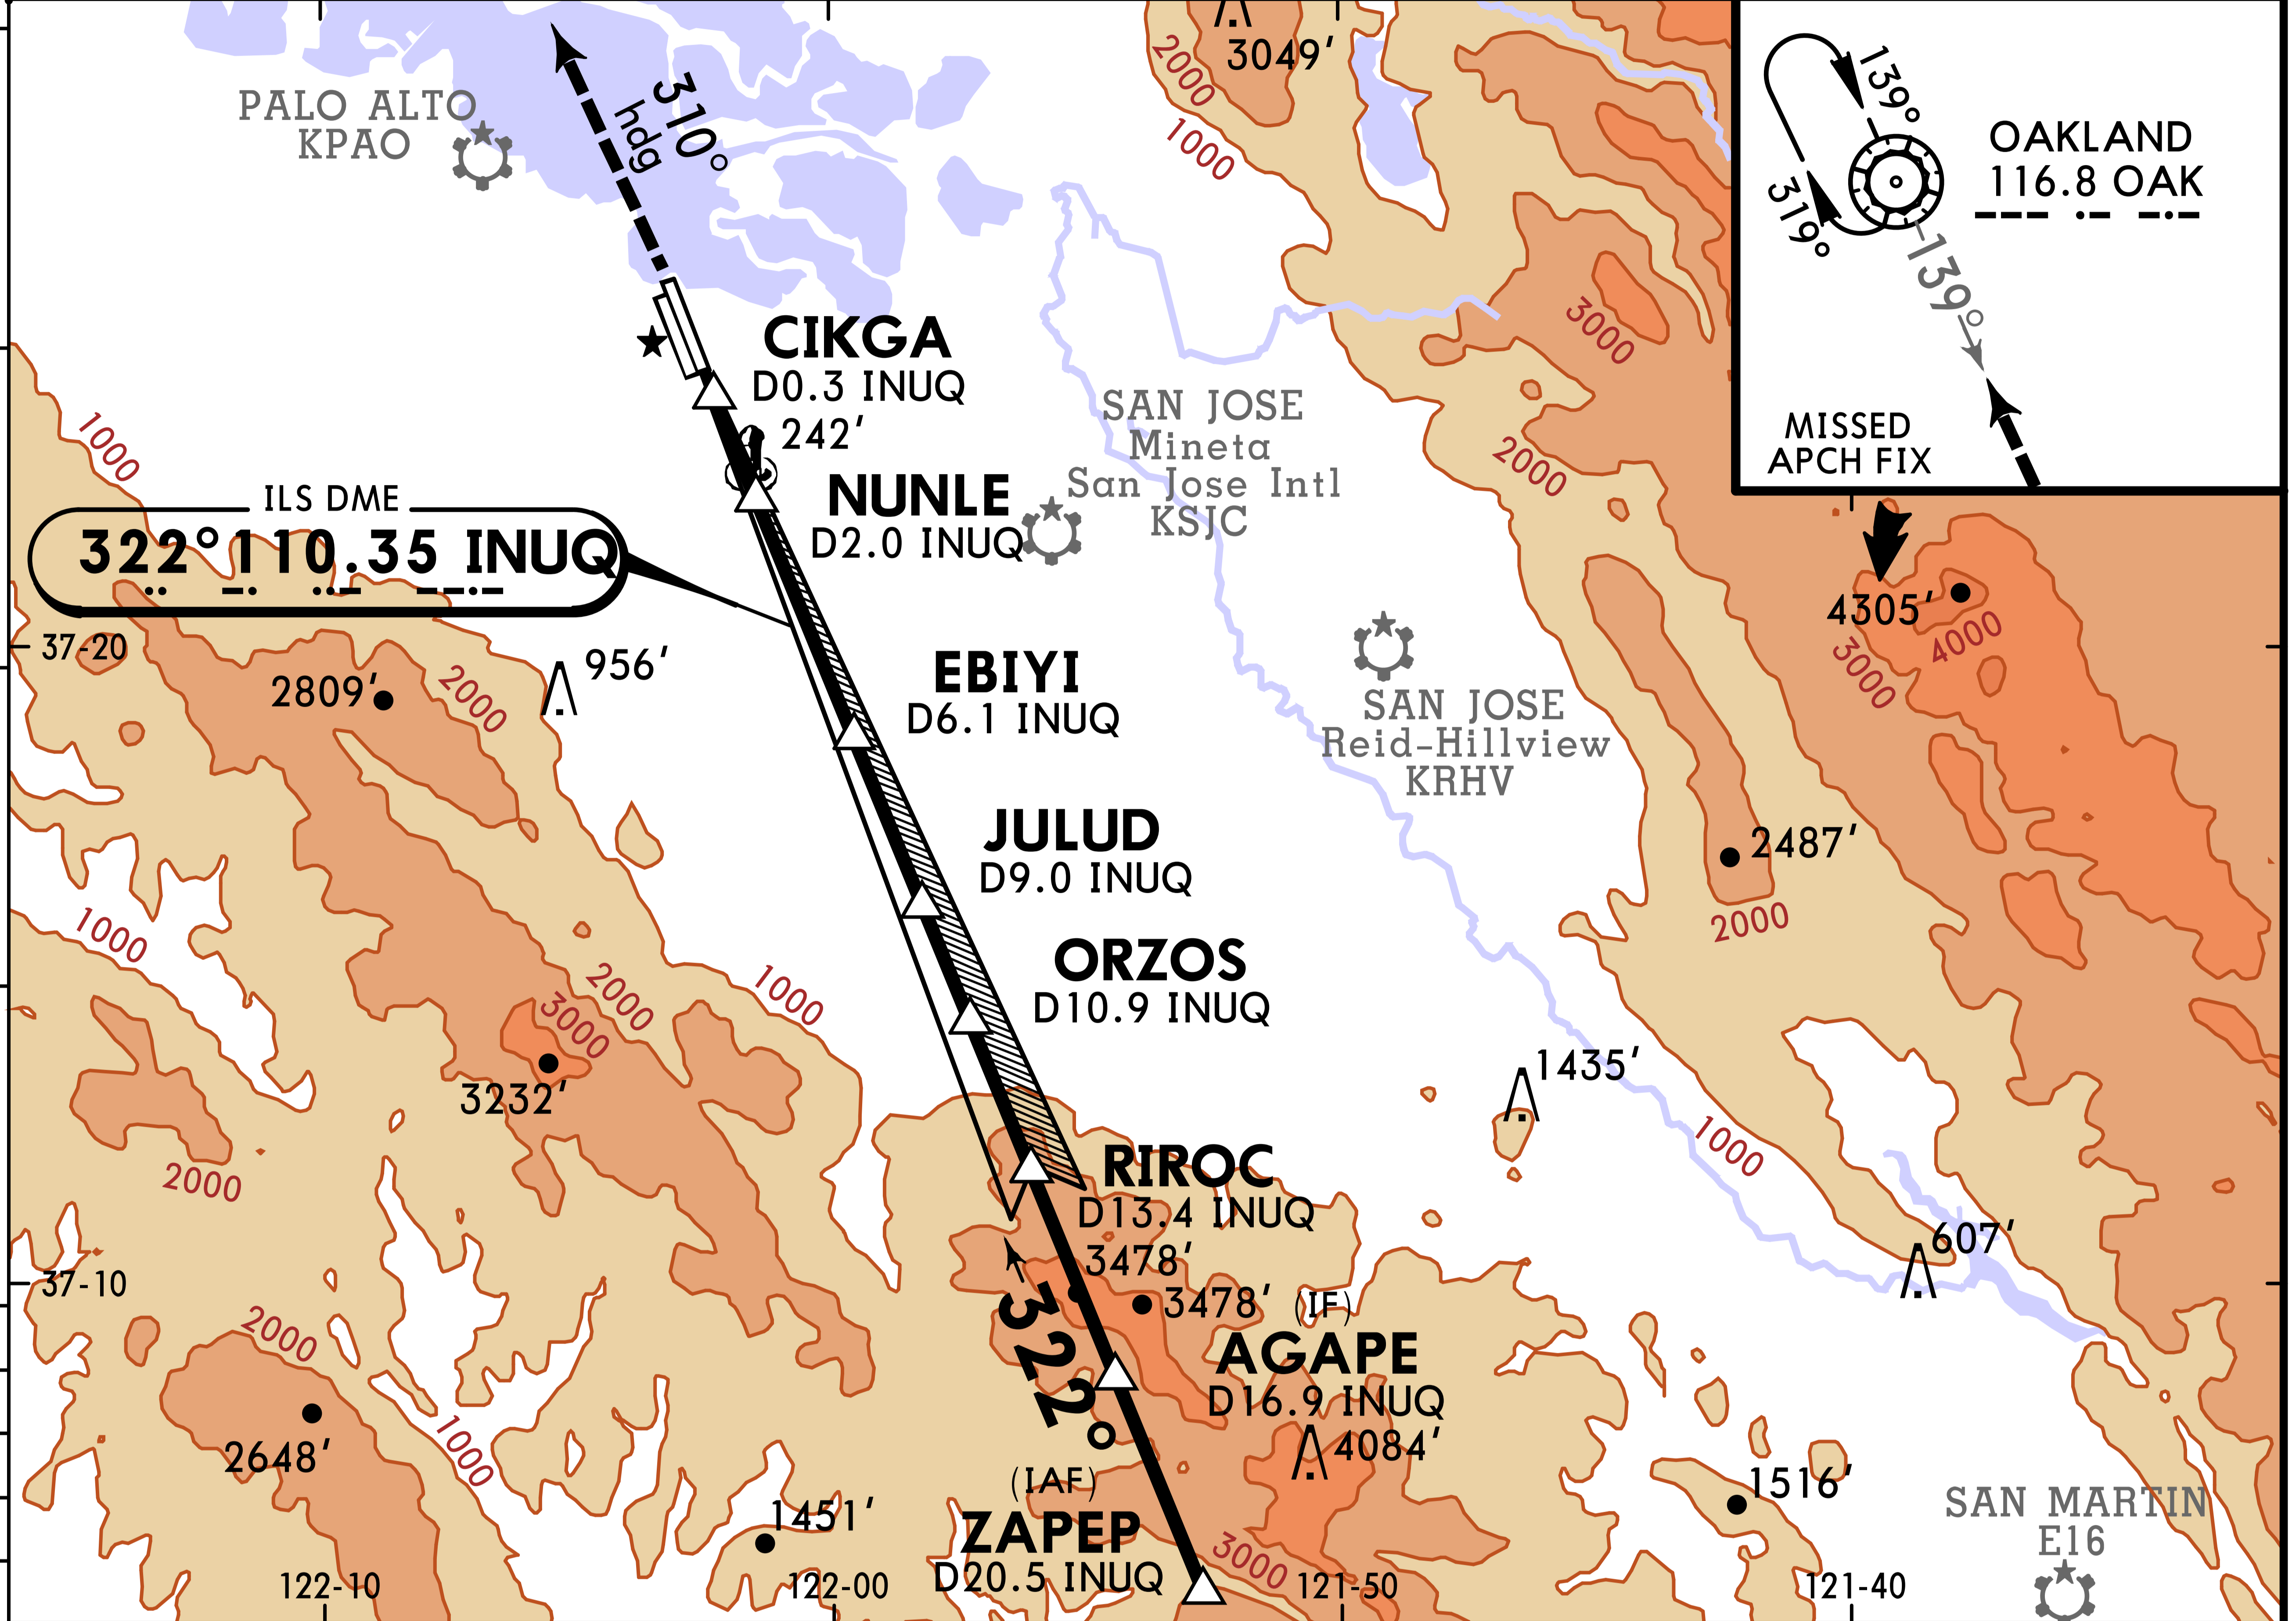 3049′
2000
1000
310°
hdg
PALO ALTO
KPAO
139°
319°
OAKLAND
116.8 OAK
139°
MISSED
APCH FIX
3000
2000
CIKGA
D0.3 INUQ
242′
SAN JOSE
Mineta
San Jose Intl
KSJC
1000
ILS DME
322° 110.35 INUQ
NUNLE
D2.0 INUQ
4305′
4000
3000
37-20
2809′
2000
956′
EBIYI
D6.1 INUQ
SAN JOSE
Reid-Hillview
KRHV
JULUD
D9.0 INUQ
2487′
2000
1000
ORZOS
D10.9 INUQ
2000
1000
3000
3232′
1435′
1000
2000
RIROC
D13.4 INUQ
3478′
607′
37-10
3478′
322°
(IF)
AGAPE
D16.9 INUQ
2000
2648′
1000
4084′
(IAF)
ZAPEP
D20.5 INUQ
1451′
3000
1516′
SAN MARTIN
E16
122-10
122-00
121-50
121-40